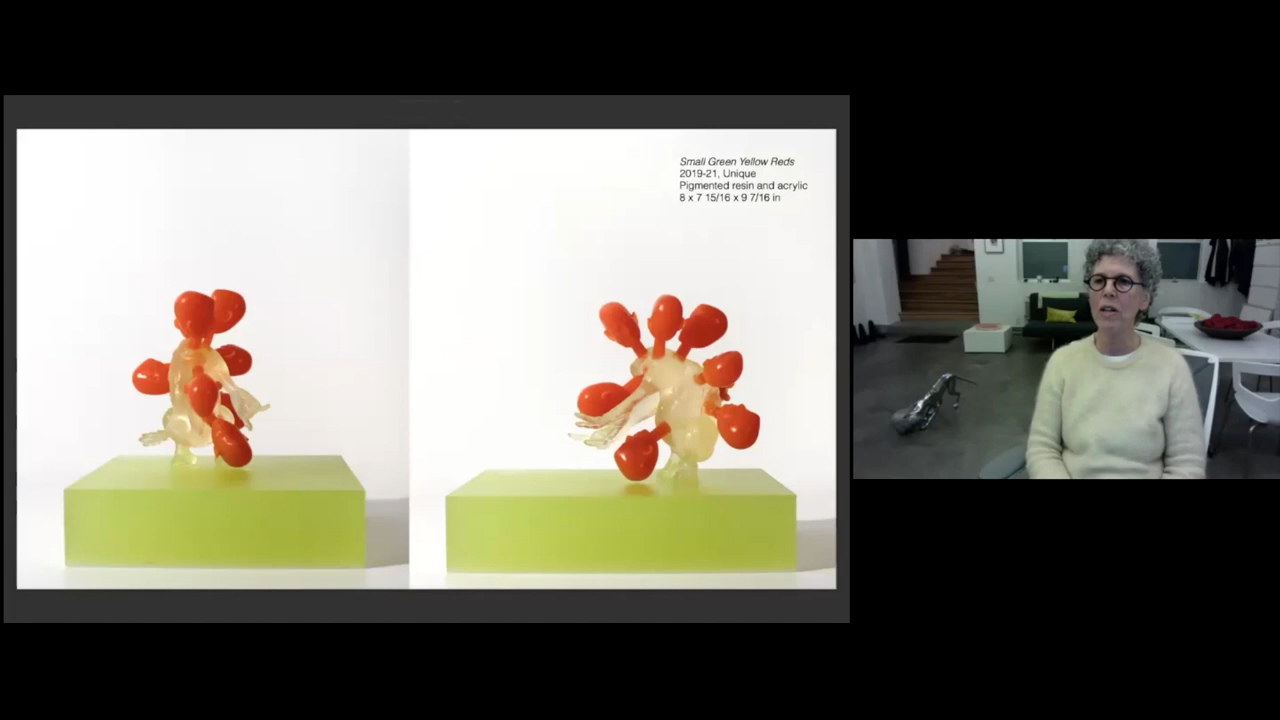 Small Green Yellow Reds
2019-21, Unique
Pigmented resin and acrylic
8 x 7 15/16 x 9 7/16 in